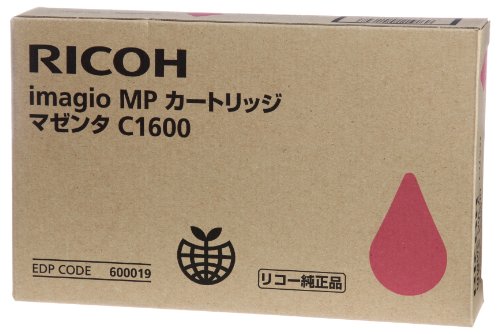 RICOH
imagio MP カートリッジ
マゼンタ C1600
EDP CODE 600019
リコー純正品